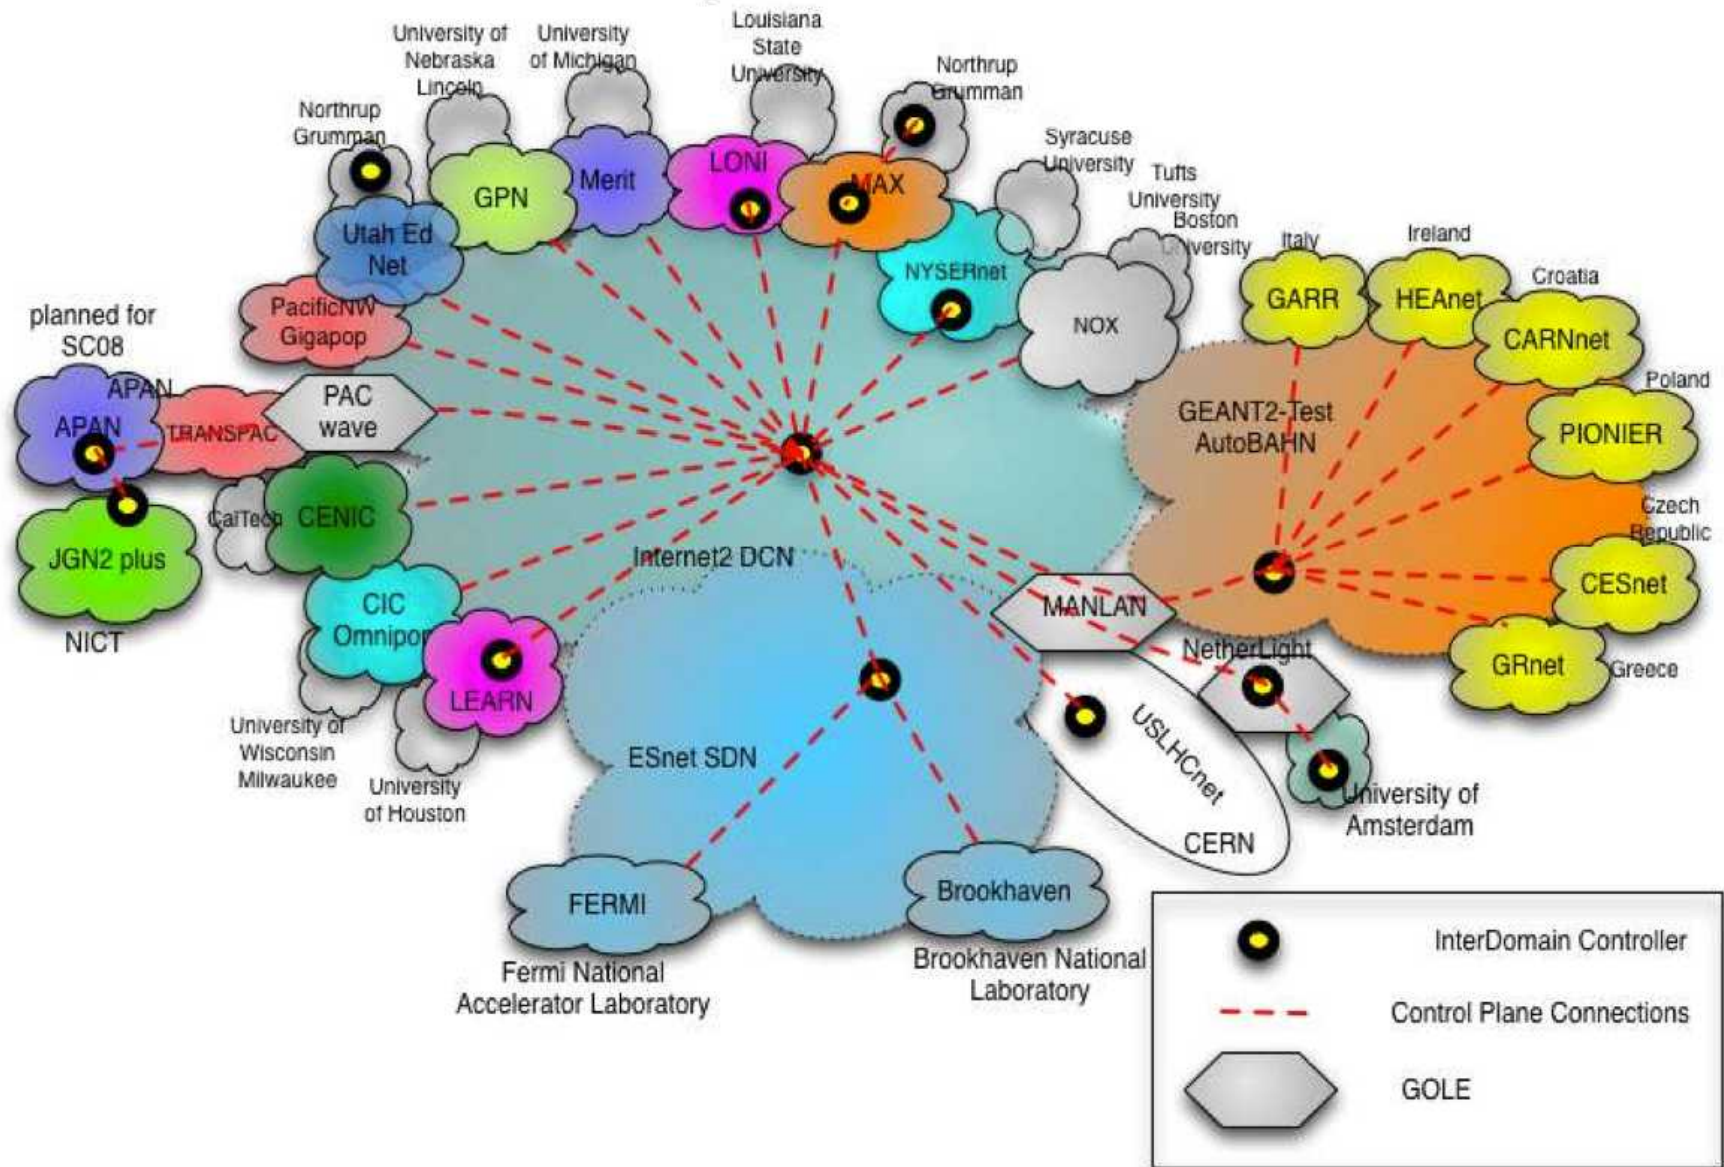 University of
Nebraska
Lincoln
University
of Michigan
Louisiana
State
University
Northrup
Grumman
Northrup
Grumman
Syracuse
University
Tufts
University
Boston
University
LONI
MAX
Merit
GPN
Utah Ed
Net
NYSERnet
NOX
PacificNW
Gigapop
planned for
SC08
APAN
APAN
TRANSPAC
PAC
wave
CalTech
CENIC
JGN2 plus
NICT
CIC
Omnipop
LEARN
University of
Wisconsin
Milwaukee
University
of Houston
Internet2 DCN
Italy
Ireland
Croatia
Poland
Czech
Republic
Greece
GARR
HEAnet
CARNnet
PIONIER
CESnet
GRnet
GEANT2-Test
AutoBAHN
MANLAN
NetherLight
USLHCnet
CERN
University of
Amsterdam
ESnet SDN
FERMI
Brookhaven
Fermi National
Accelerator Laboratory
Brookhaven National
Laboratory
InterDomain Controller
Control Plane Connections
GOLE